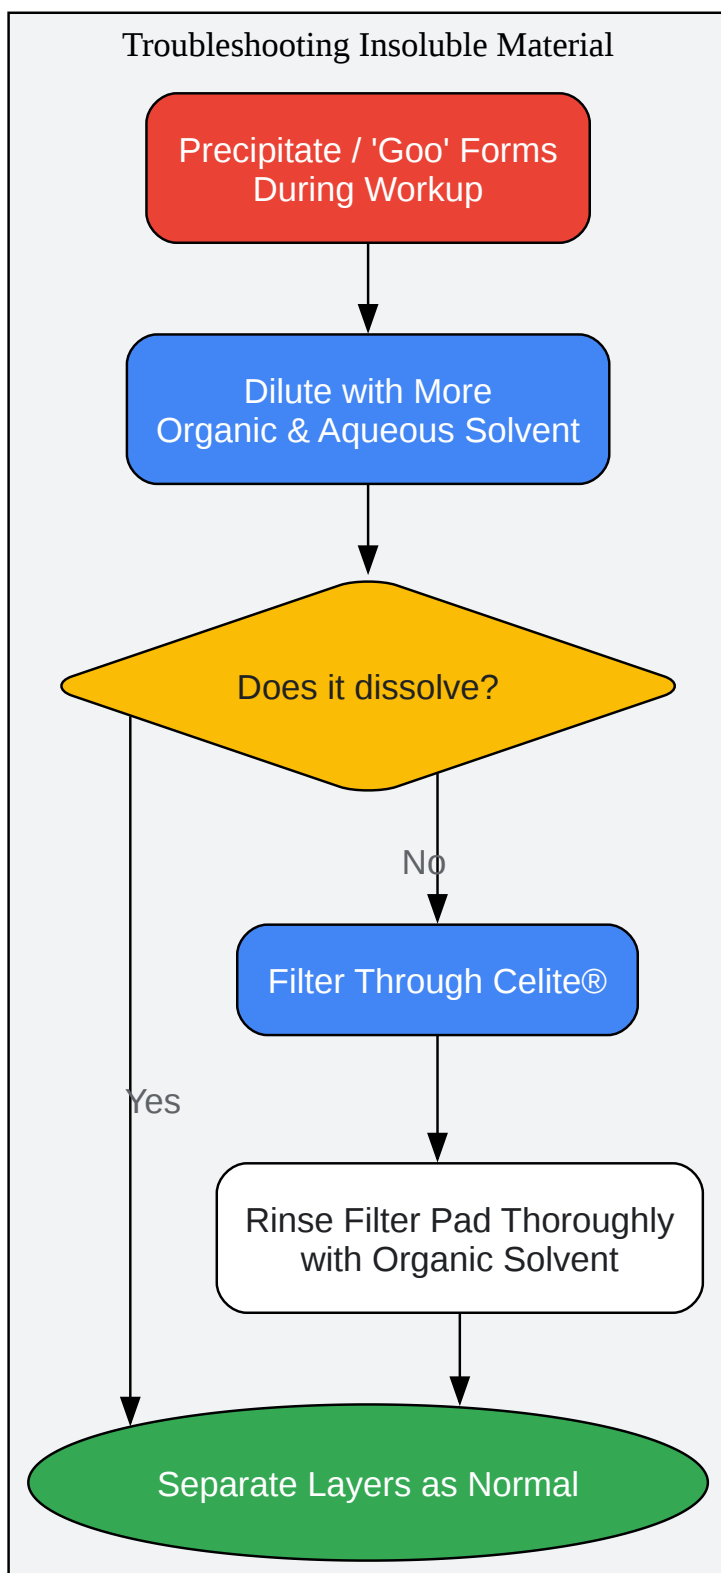 Troubleshooting Insoluble Material
Precipitate / 'Goo' Forms
During Workup
Dilute with More
Organic & Aqueous Solvent
Does it dissolve?
No
Filter Through Celite®
Yes
Rinse Filter Pad Thoroughly
with Organic Solvent
Separate Layers as Normal